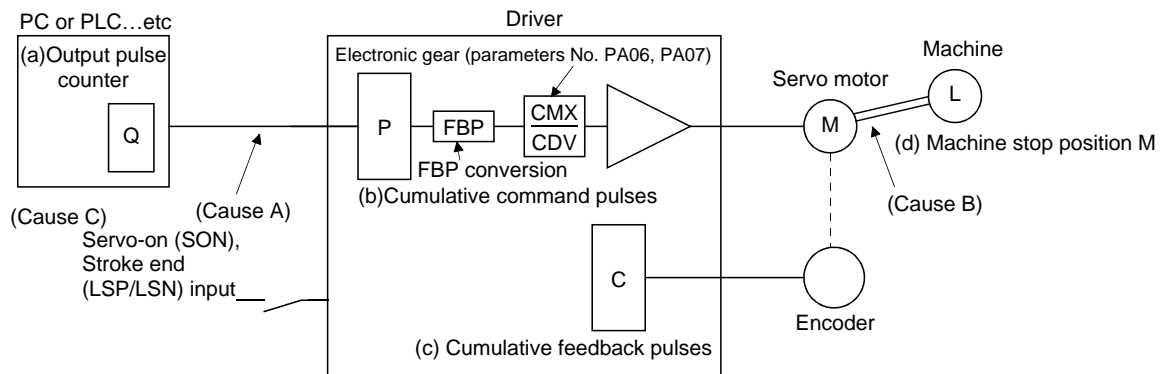 PC or PLC…etc
(a)Output pulse
counter
Q
Driver
Electronic gear (parameters No. PA06, PA07)
P
FBP
CMX
CDV
FBP conversion
(b)Cumulative command pulses
Servo motor
M
Machine
L
(d) Machine stop position M
(Cause A)
(Cause B)
(Cause C)
Servo-on (SON),
Stroke end
(LSP/LSN) input
C
(c) Cumulative feedback pulses
Encoder